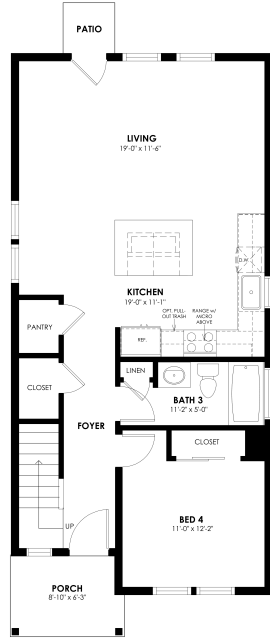 PATIO
LIVING
19'-0" x 11'-6"
D.W.
KITCHEN
19'-0" x 11'-1"
OPT. PULL-
OUT TRASH
RANGE w/
MICRO
ABOVE
PANTRY
REF.
LINEN
CLOSET
BATH 3
11'-2" x 5'-0"
FOYER
CLOSET
BED 4
11'-0" x 12'-2"
UP
PORCH
8'-10" x 6'-3"